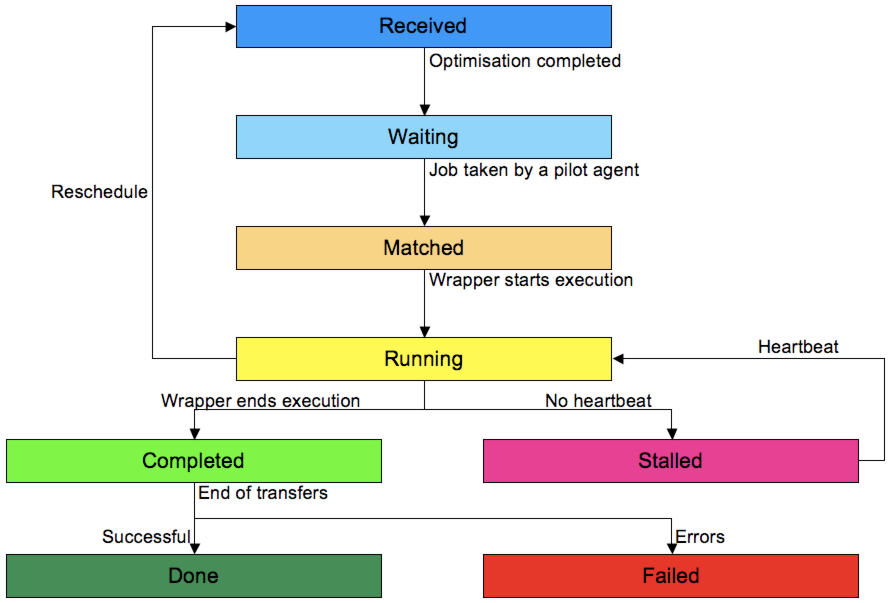 Received
Optimisation completed
Waiting
Job taken by a pilot agent
Reschedule
Matched
Wrapper starts execution
Heartbeat
Running
Wrapper ends execution
No heartbeat
Completed
Stalled
End of transfers
Successful
Errors
Done
Failed